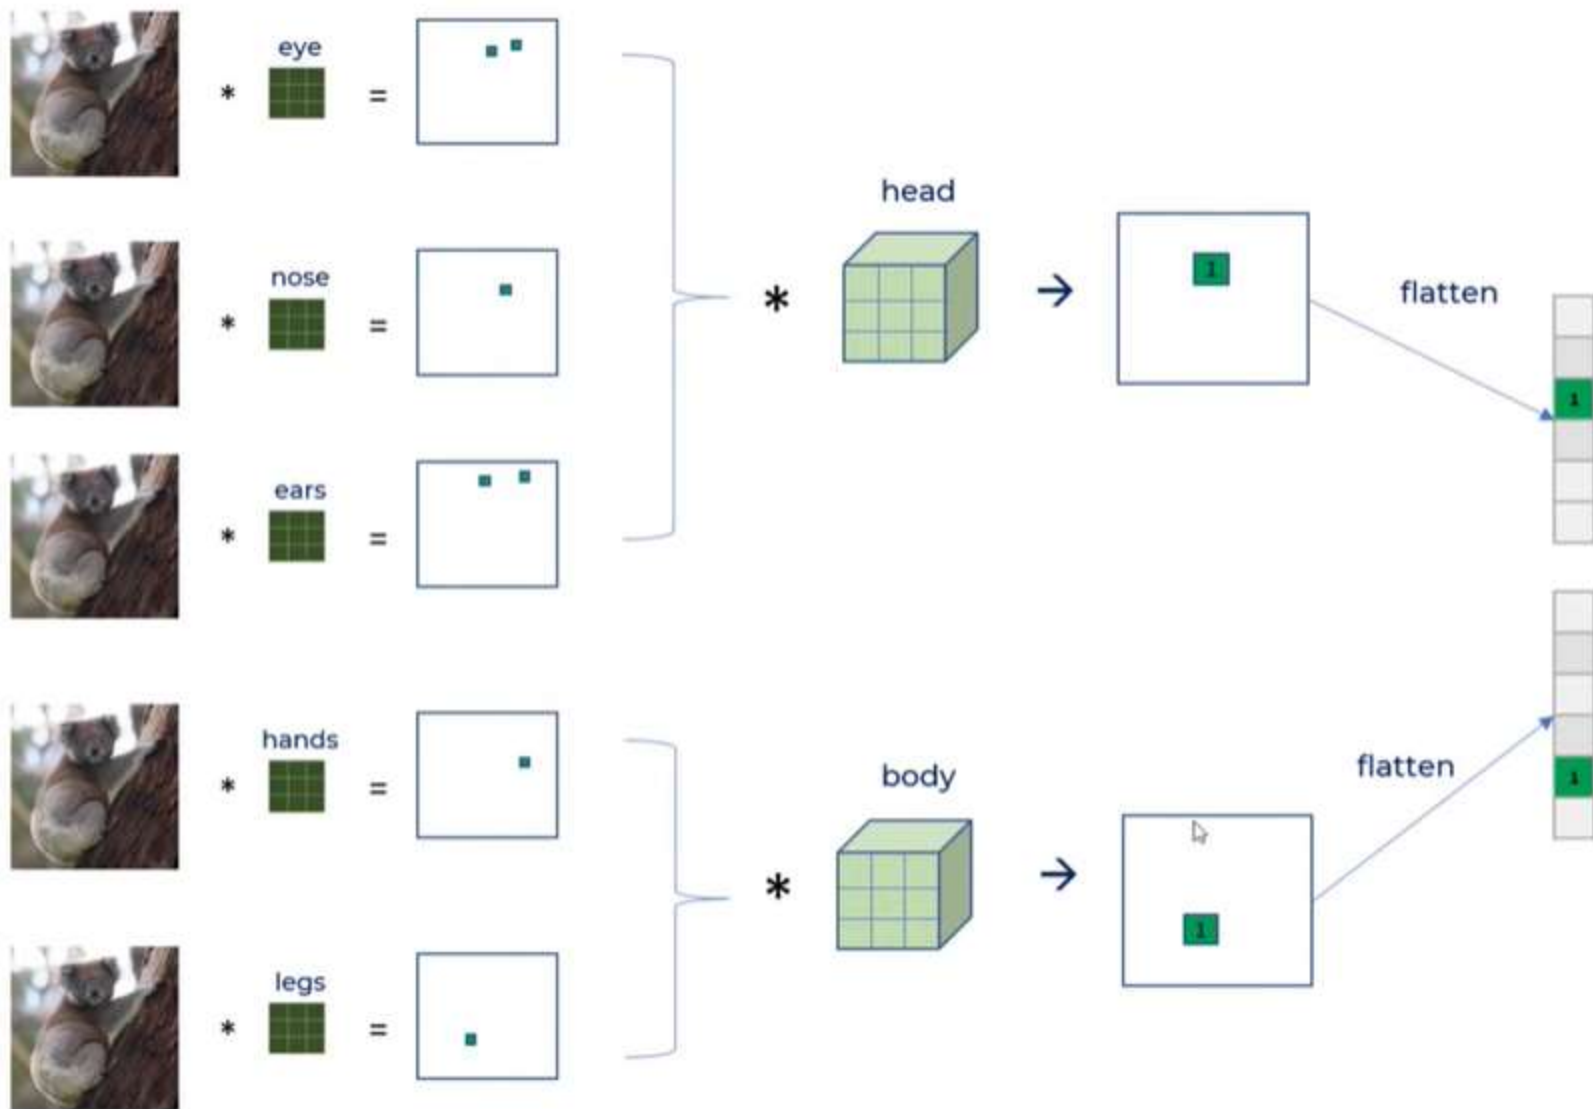 eye
* =
nose
* =
ears
* =
head
* →
1
flatten
1
hands
* =
legs
* =
body
* →
1
flatten
1